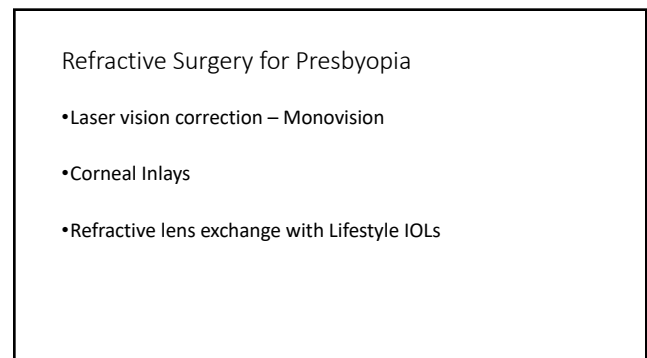 Refractive Surgery for Presbyopia
•Laser vision correction – Monovision
•Corneal Inlays
•Refractive lens exchange with Lifestyle IOLs